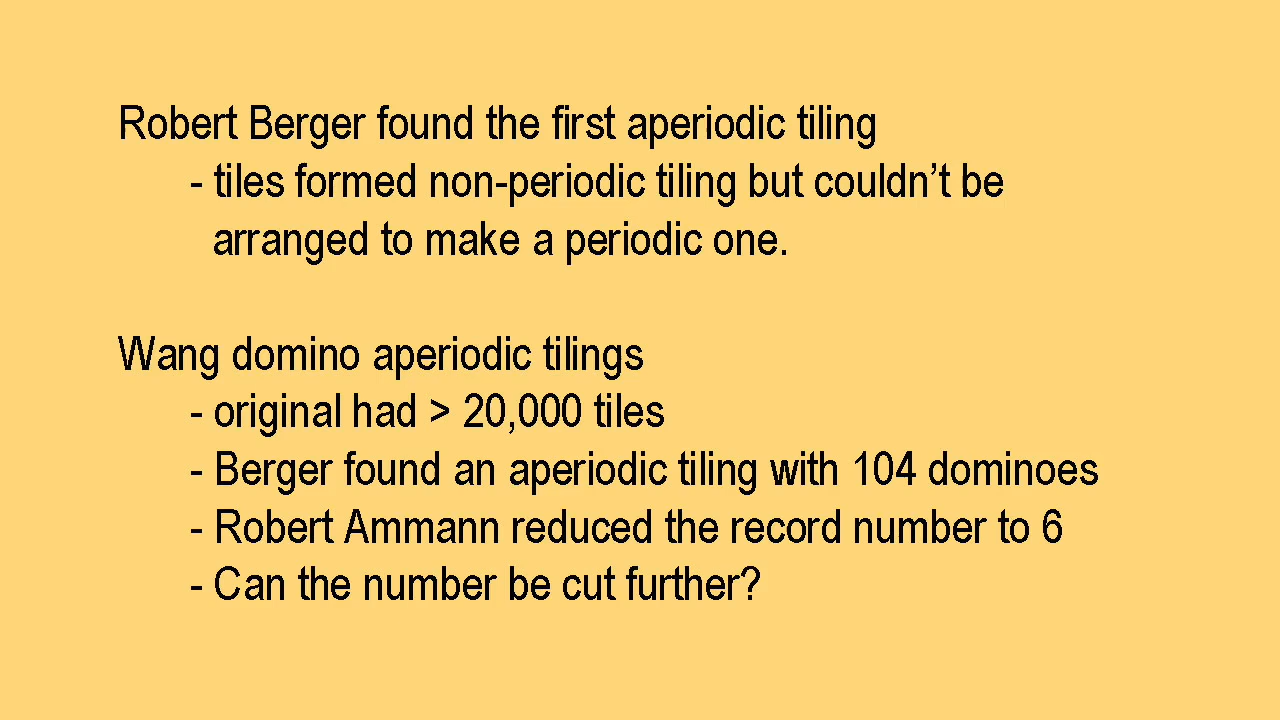 Robert Berger found the first aperiodic tiling
- tiles formed non-periodic tiling but couldn’t be
arranged to make a periodic one.
Wang domino aperiodic tilings
- original had > 20,000 tiles
- Berger found an aperiodic tiling with 104 dominoes
- Robert Ammann reduced the record number to 6
- Can the number be cut further?